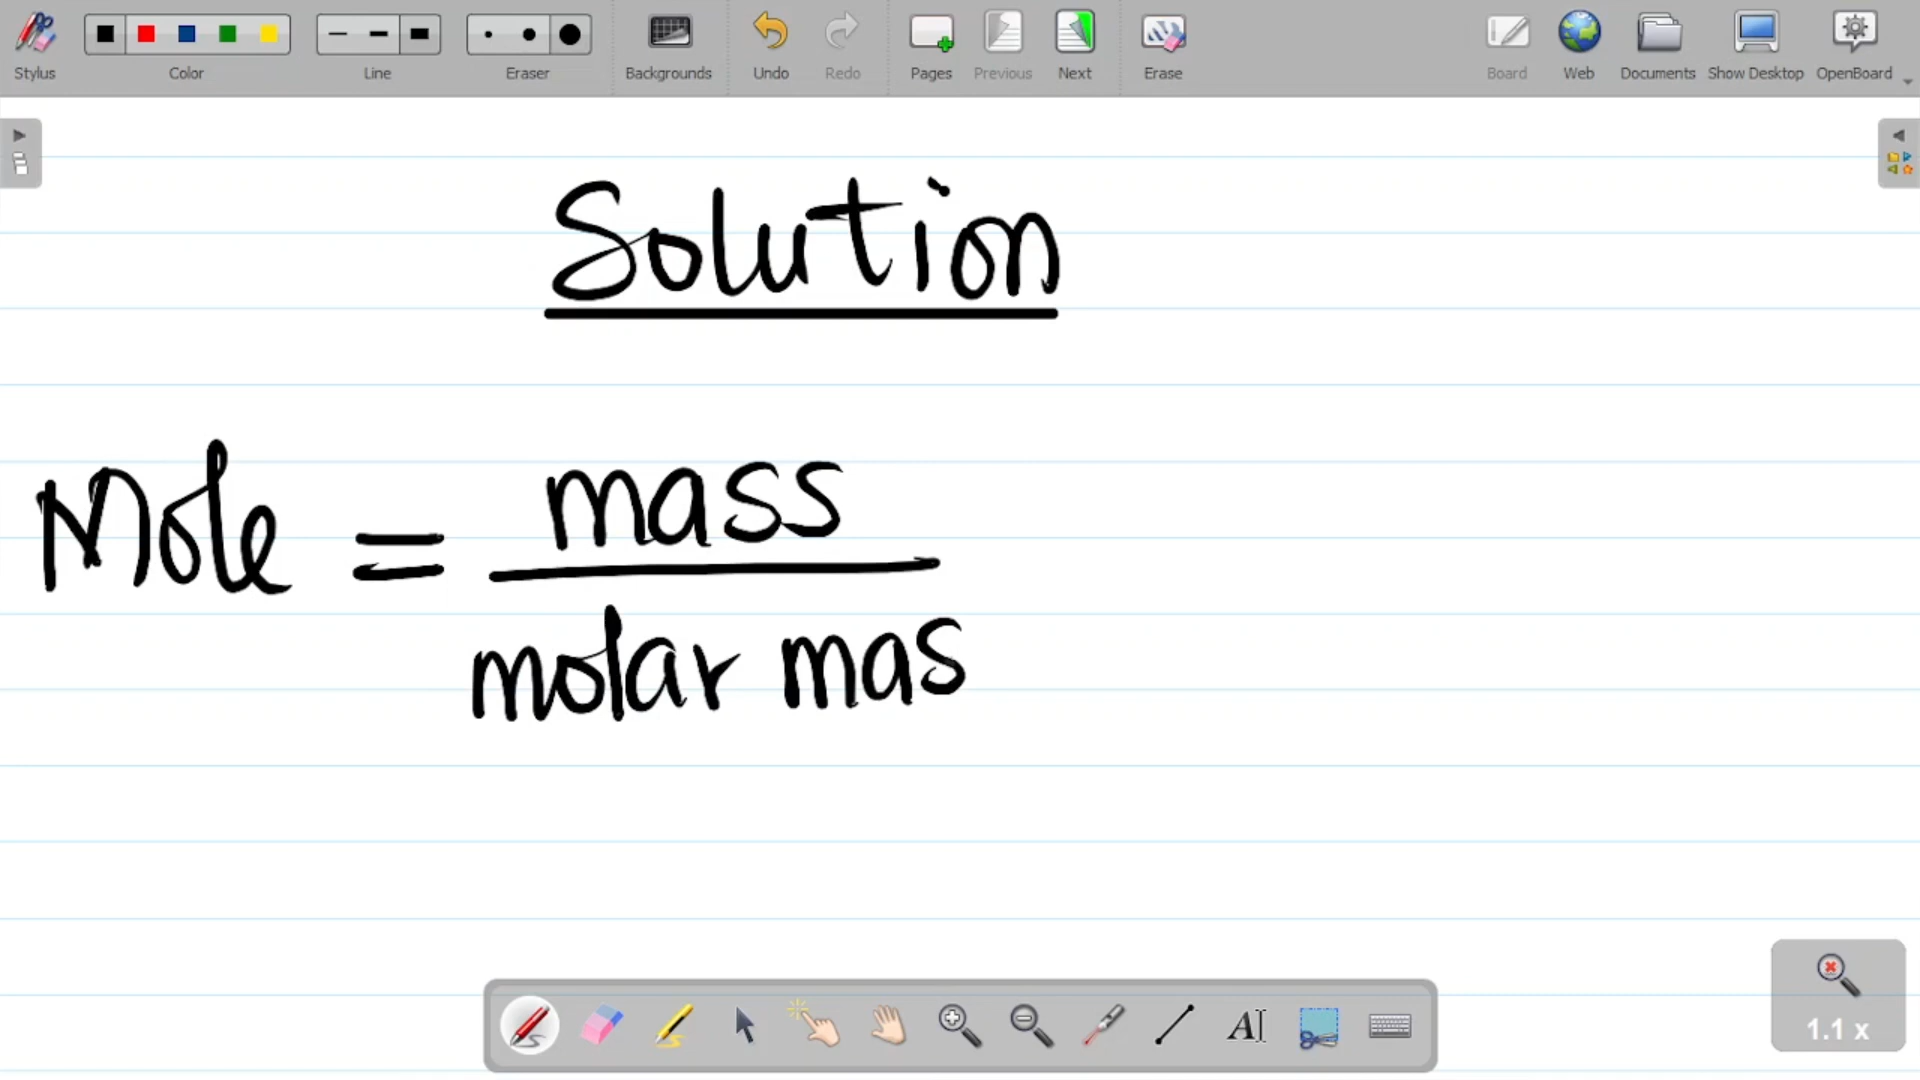 Stylus Color Line Eraser Backgrounds Undo Redo Pages Previous Next Erase Board Web Documents Show Desktop OpenBoard
Solution
Mole = mass
molar mas
1.1 x